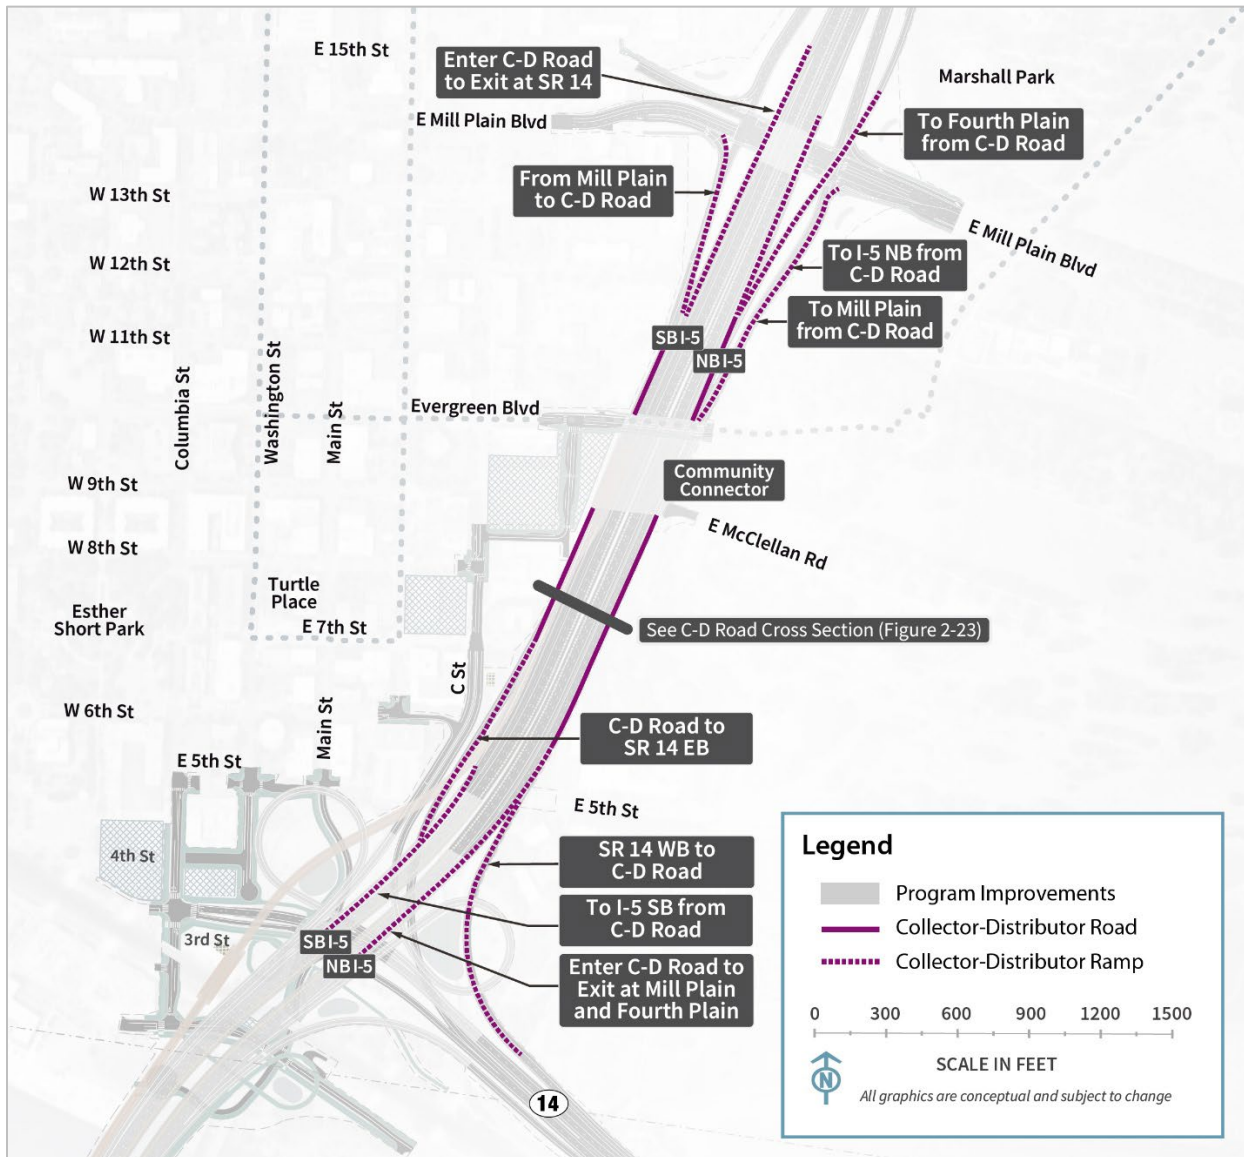 E 15th St
Enter C-D Road
to Exit at SR 14
Marshall Park
E Mill Plain Blvd
To Fourth Plain
from C-D Road
W 13th St
From Mill Plain
to C-D Road
E Mill Plain Blvd
W 12th St
To I-5 NB from
C-D Road
To Mill Plain
from C-D Road
W 11th St
SB I-5
NB I-5
Columbia St
Washington St
Main St
Evergreen Blvd
W 9th St
Community
Connector
W 8th St
E McClellan Rd
Turtle
Place
Esther
Short Park
E 7th St
See C-D Road Cross Section (Figure 2-23)
C St
W 6th St
Main St
C-D Road to
SR 14 EB
E 5th St
E 5th St
4th St
SR 14 WB to
C-D Road
To I-5 SB from
C-D Road
3rd St
SB I-5
NB I-5
Enter C-D Road to
Exit at Mill Plain
and Fourth Plain
14
Legend
Program Improvements
Collector-Distributor Road
Collector-Distributor Ramp
0 300 600 900 1200 1500
SCALE IN FEET
N
All graphics are conceptual and subject to change